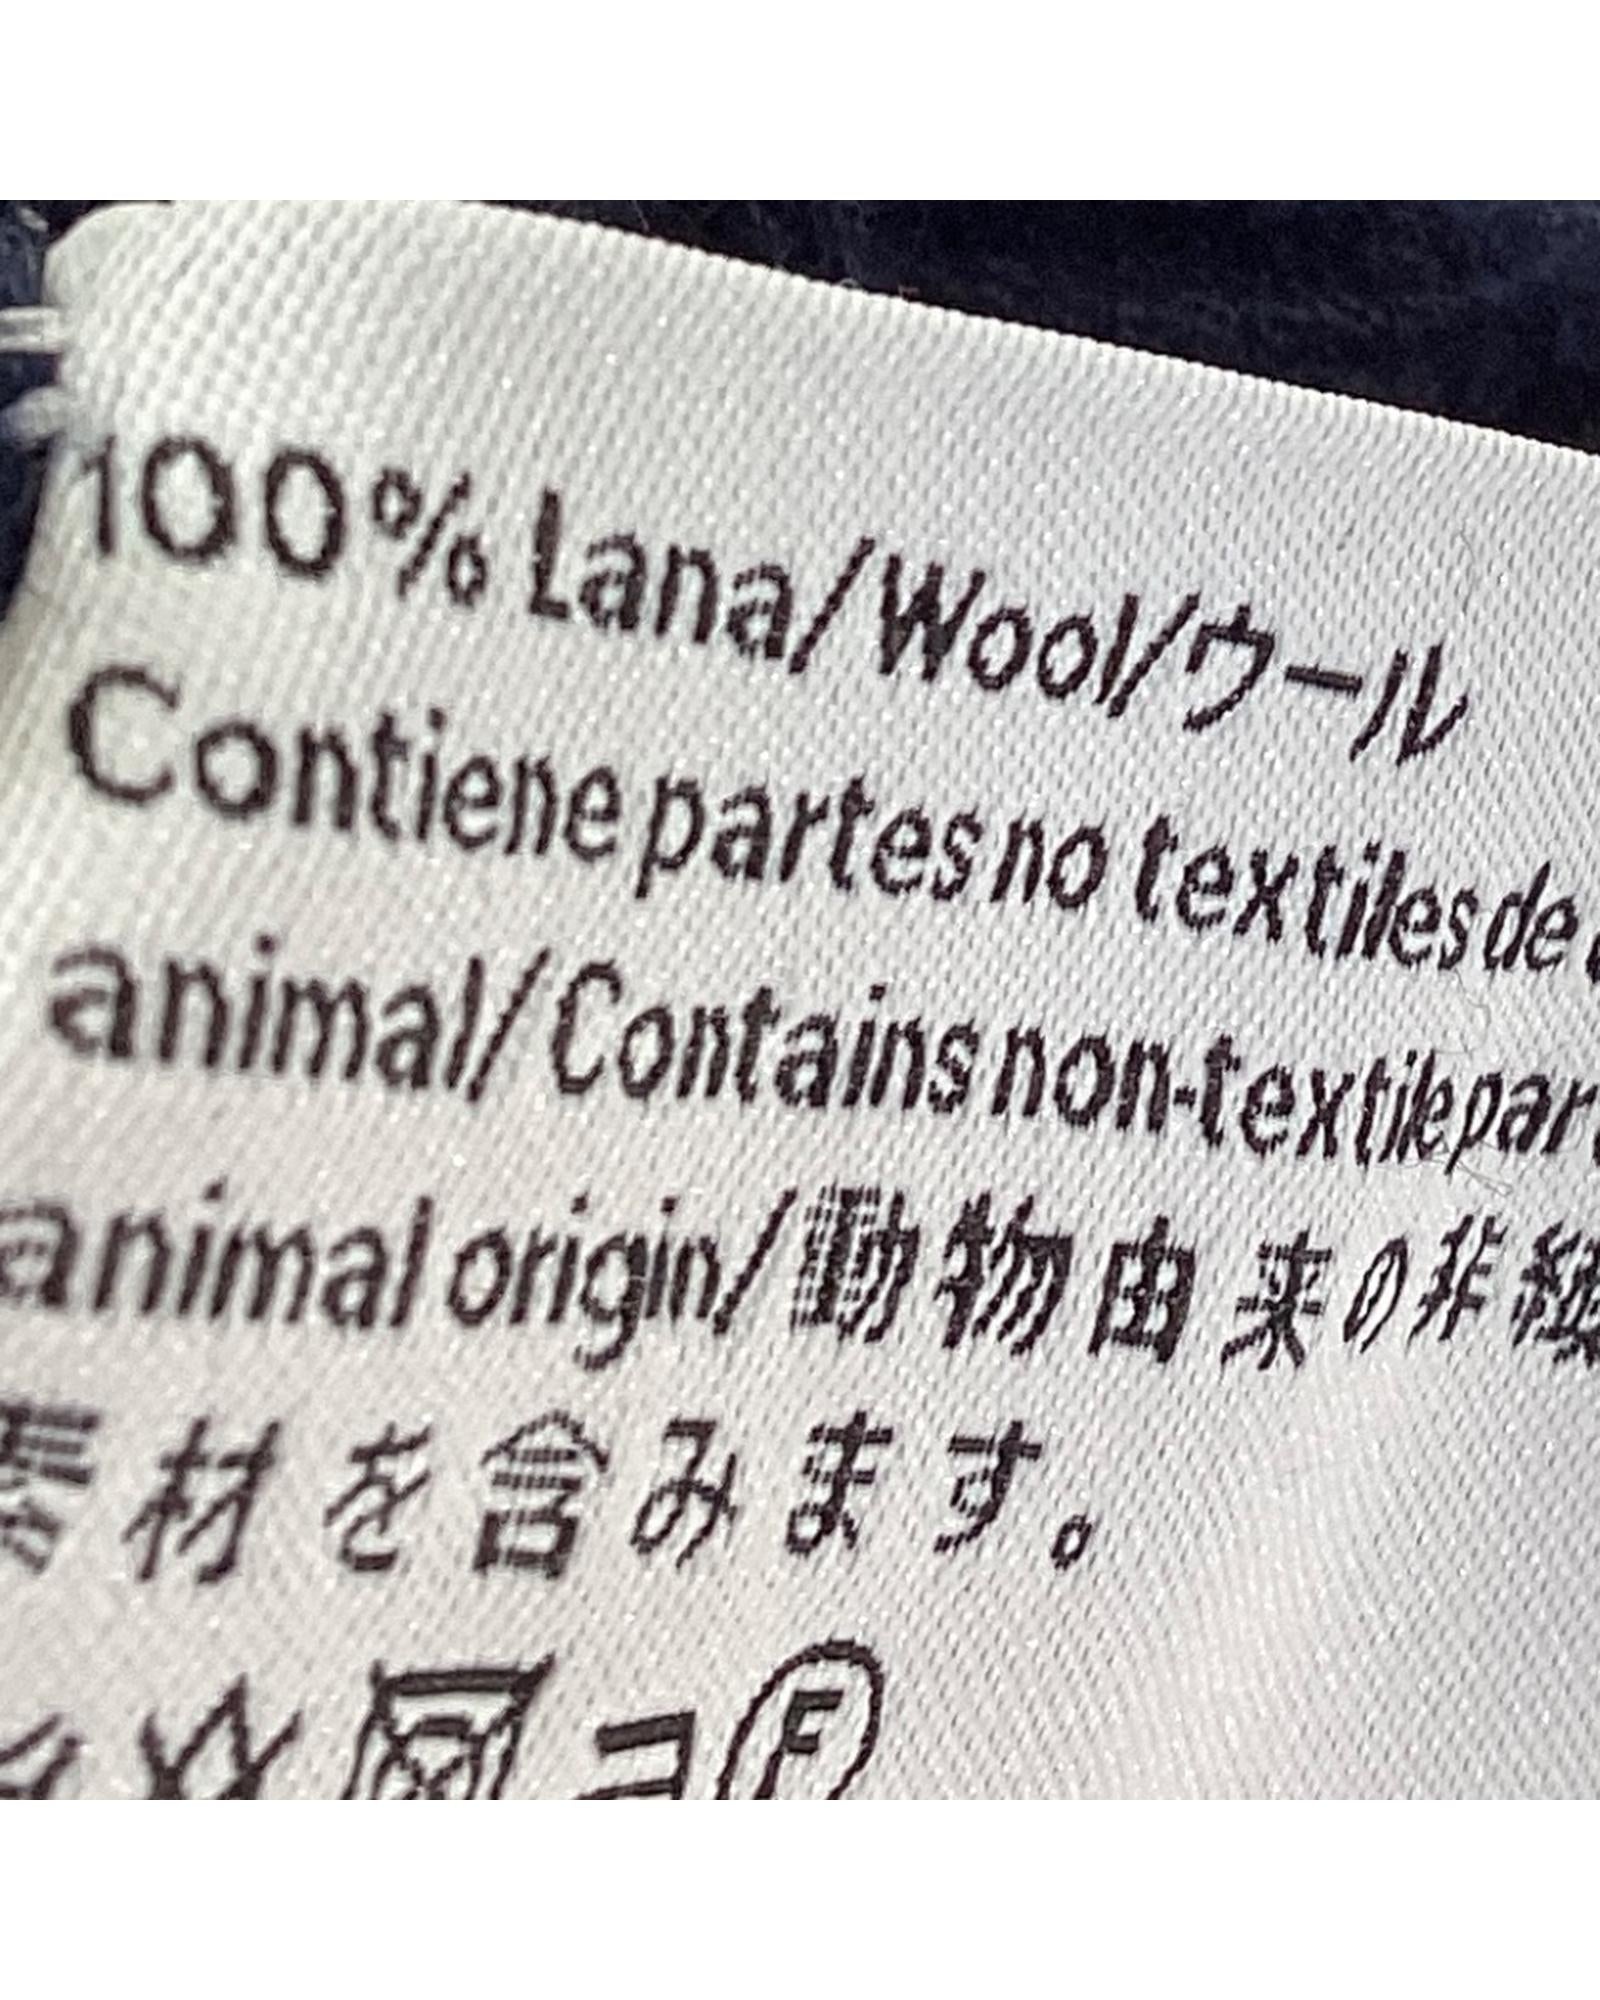 100% Lana/Wool/ウール
Contiene partes no textiles de
animal/Contains non-textile par
animal origin/動物由来の非繊
素材を含みます。
F